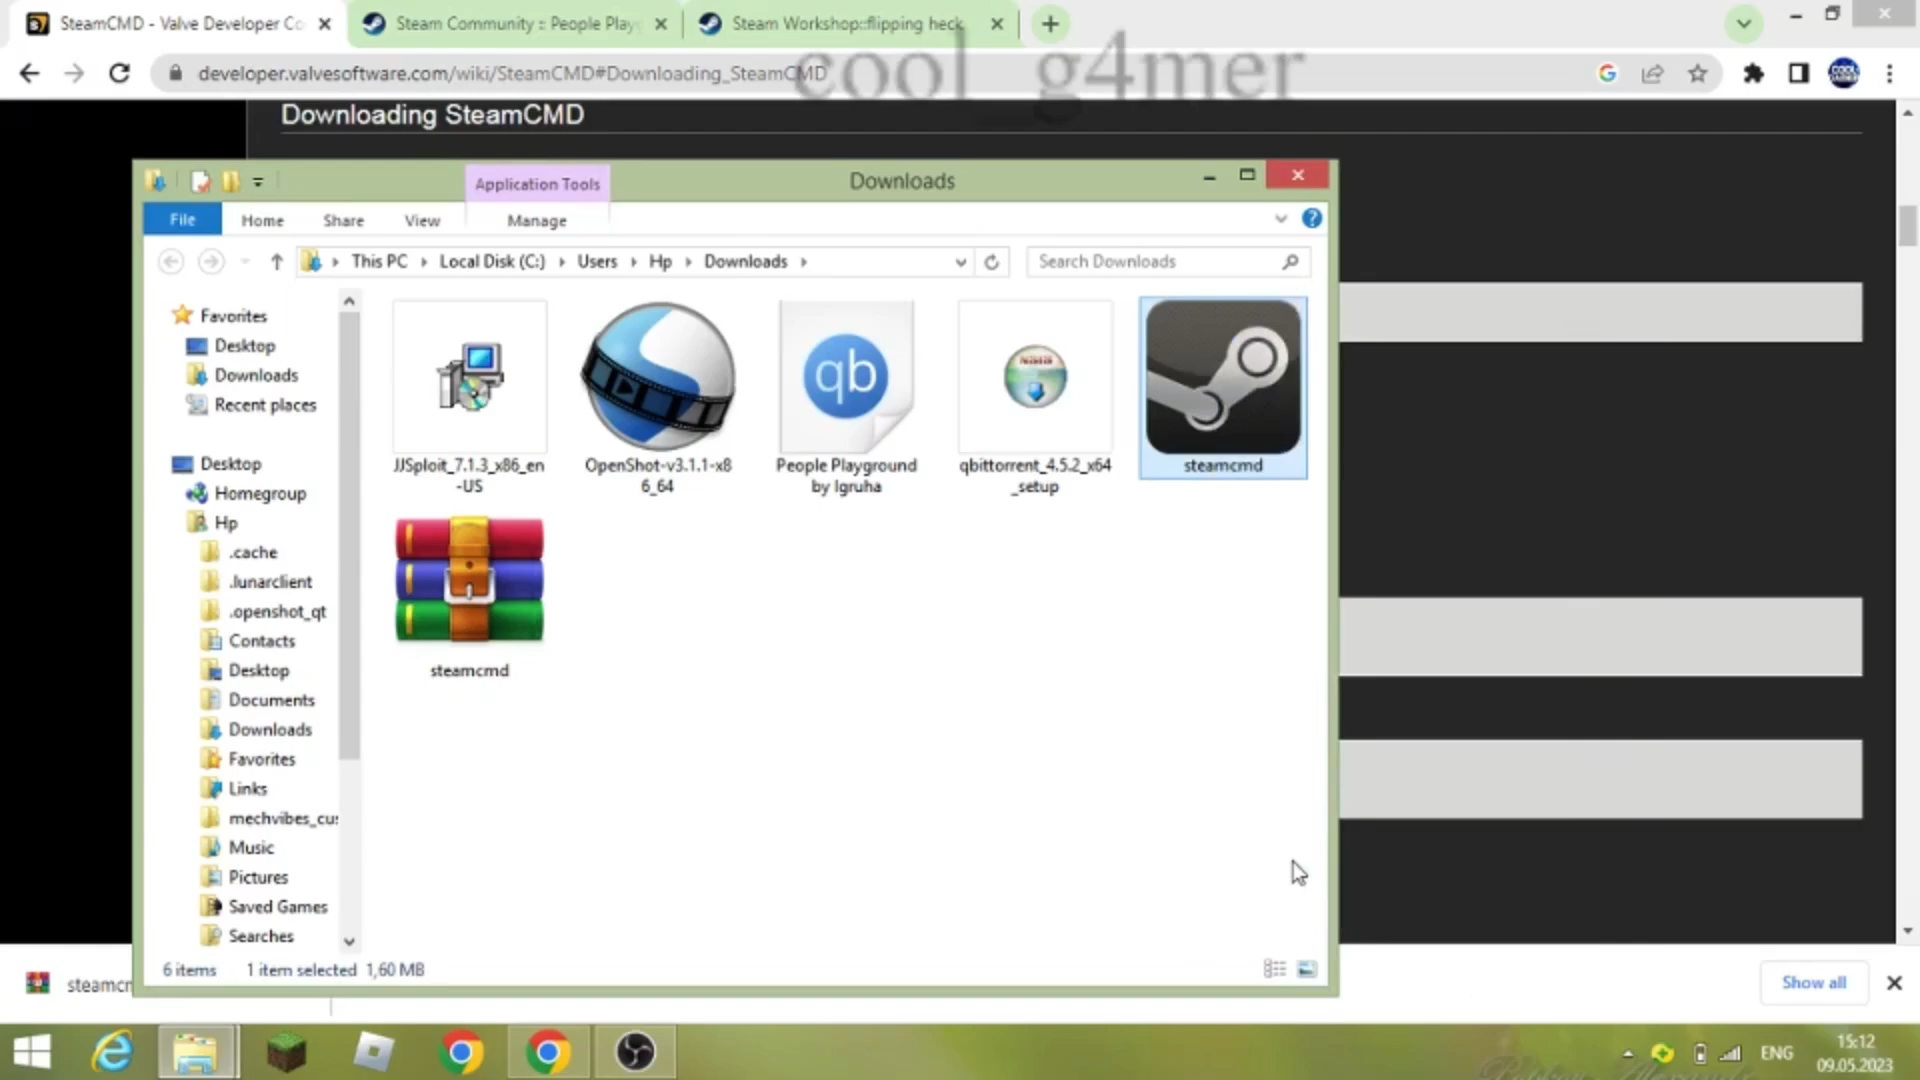 SteamCMD - Valve Developer Co
Steam Community :: People Play
Steam Workshop::flipping heck
developer.valvesoftware.com/wiki/SteamCMD#Downloading_SteamCMD
cool_g4mer
Downloading SteamCMD
Application Tools
Downloads
File
Home
Share
View
Manage
This PC
Local Disk (C:)
Users
Hp
Downloads
Search Downloads
Favorites
Desktop
Downloads
Recent places
Desktop
Homegroup
Hp
.cache
.lunarclient
.openshot_qt
Contacts
Desktop
Documents
Downloads
Favorites
Links
mechvibes_cus
Music
Pictures
Saved Games
Searches
JJSploit_7.1.3_x86_en
-US
OpenShot-v3.1.1-x8
6_64
qb
People Playground
by Igruha
qbittorrent_4.5.2_x64
_setup
steamcmd
steamcmd
6 items
1 item selected 1,60 MB
steamcm
Show all
ENG
15:12
09.05.2023